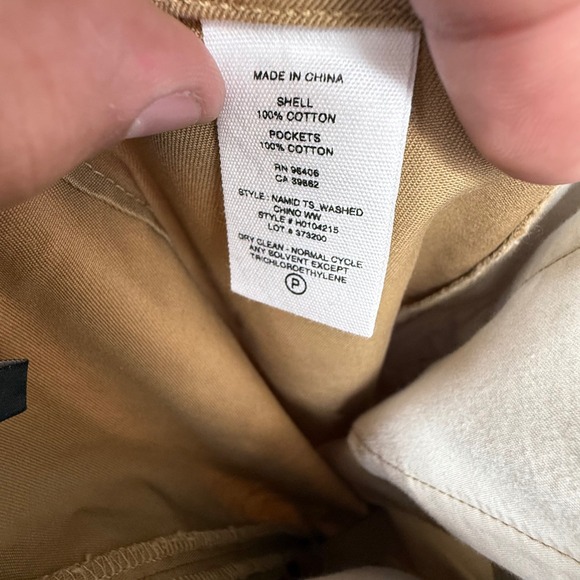 MADE IN CHINA
SHELL
100% COTTON
POCKETS
100% COTTON
RN 96406
CA 39662
STYLE : NAMID TS_WASHED
CHINO WW
STYLE # H0104215
LOT # 373200
DRY CLEAN - NORMAL CYCLE
ANY SOLVENT EXCEPT
TRICHLOROETHYLENE
P